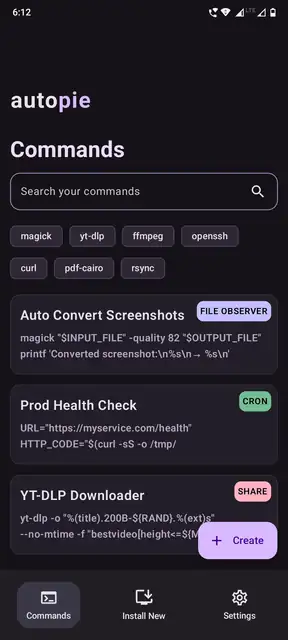 6:12
LTE
autopie
Commands
Search your commands
magick
yt-dlp
ffmpeg
openssh
curl
pdf-cairo
rsync
Auto Convert Screenshots
FILE OBSERVER
magick "$INPUT_FILE" -quality 82 "$OUTPUT_FILE"
printf 'Converted screenshot:\n%s\n→ %s\n'
Prod Health Check
CRON
URL="https://myservice.com/health"
HTTP_CODE="$(curl -sS -o /tmp/
YT-DLP Downloader
SHARE
yt-dlp -o "%(title).200B-${RAND}.%(ext)s"
--no-mtime -f "bestvideo[height<=${M
Create
Commands
Install New
Settings